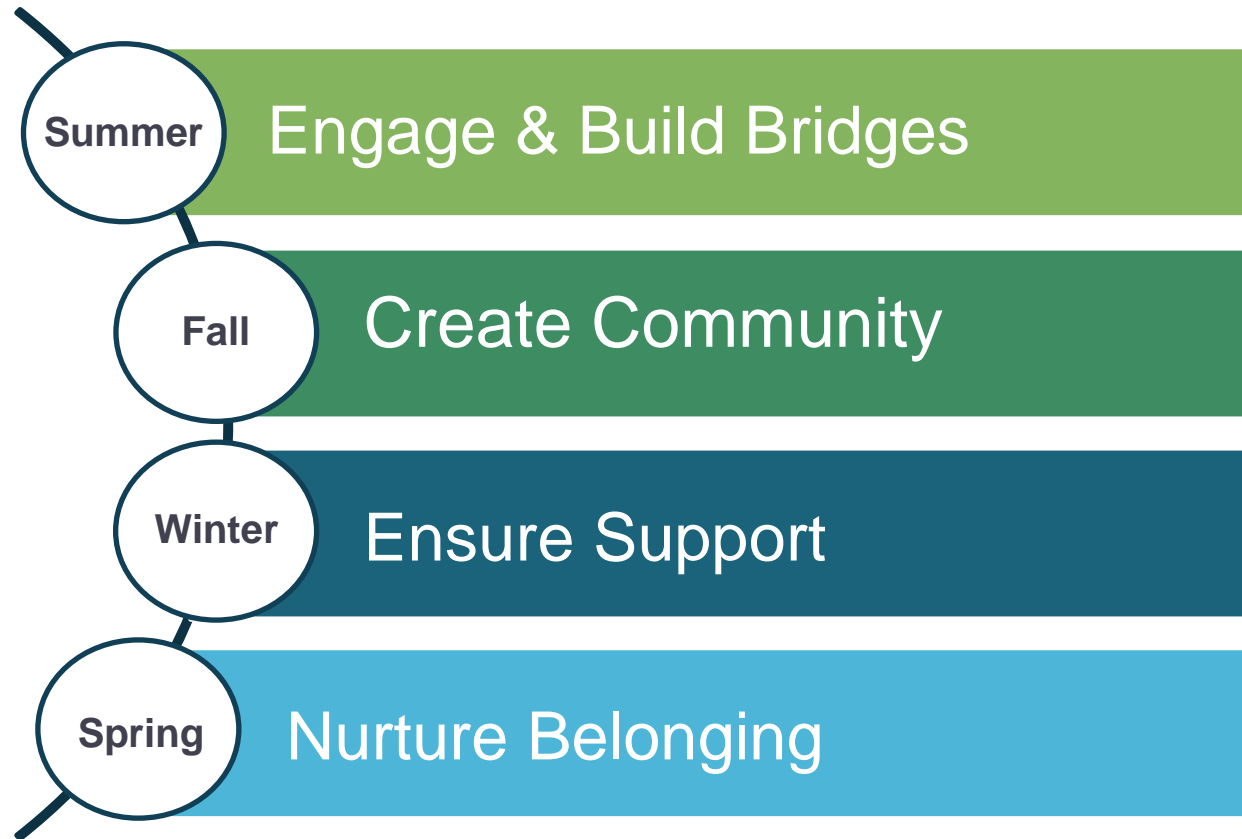 Summer
Engage & Build Bridges
Fall
Create Community
Winter
Ensure Support
Spring
Nurture Belonging